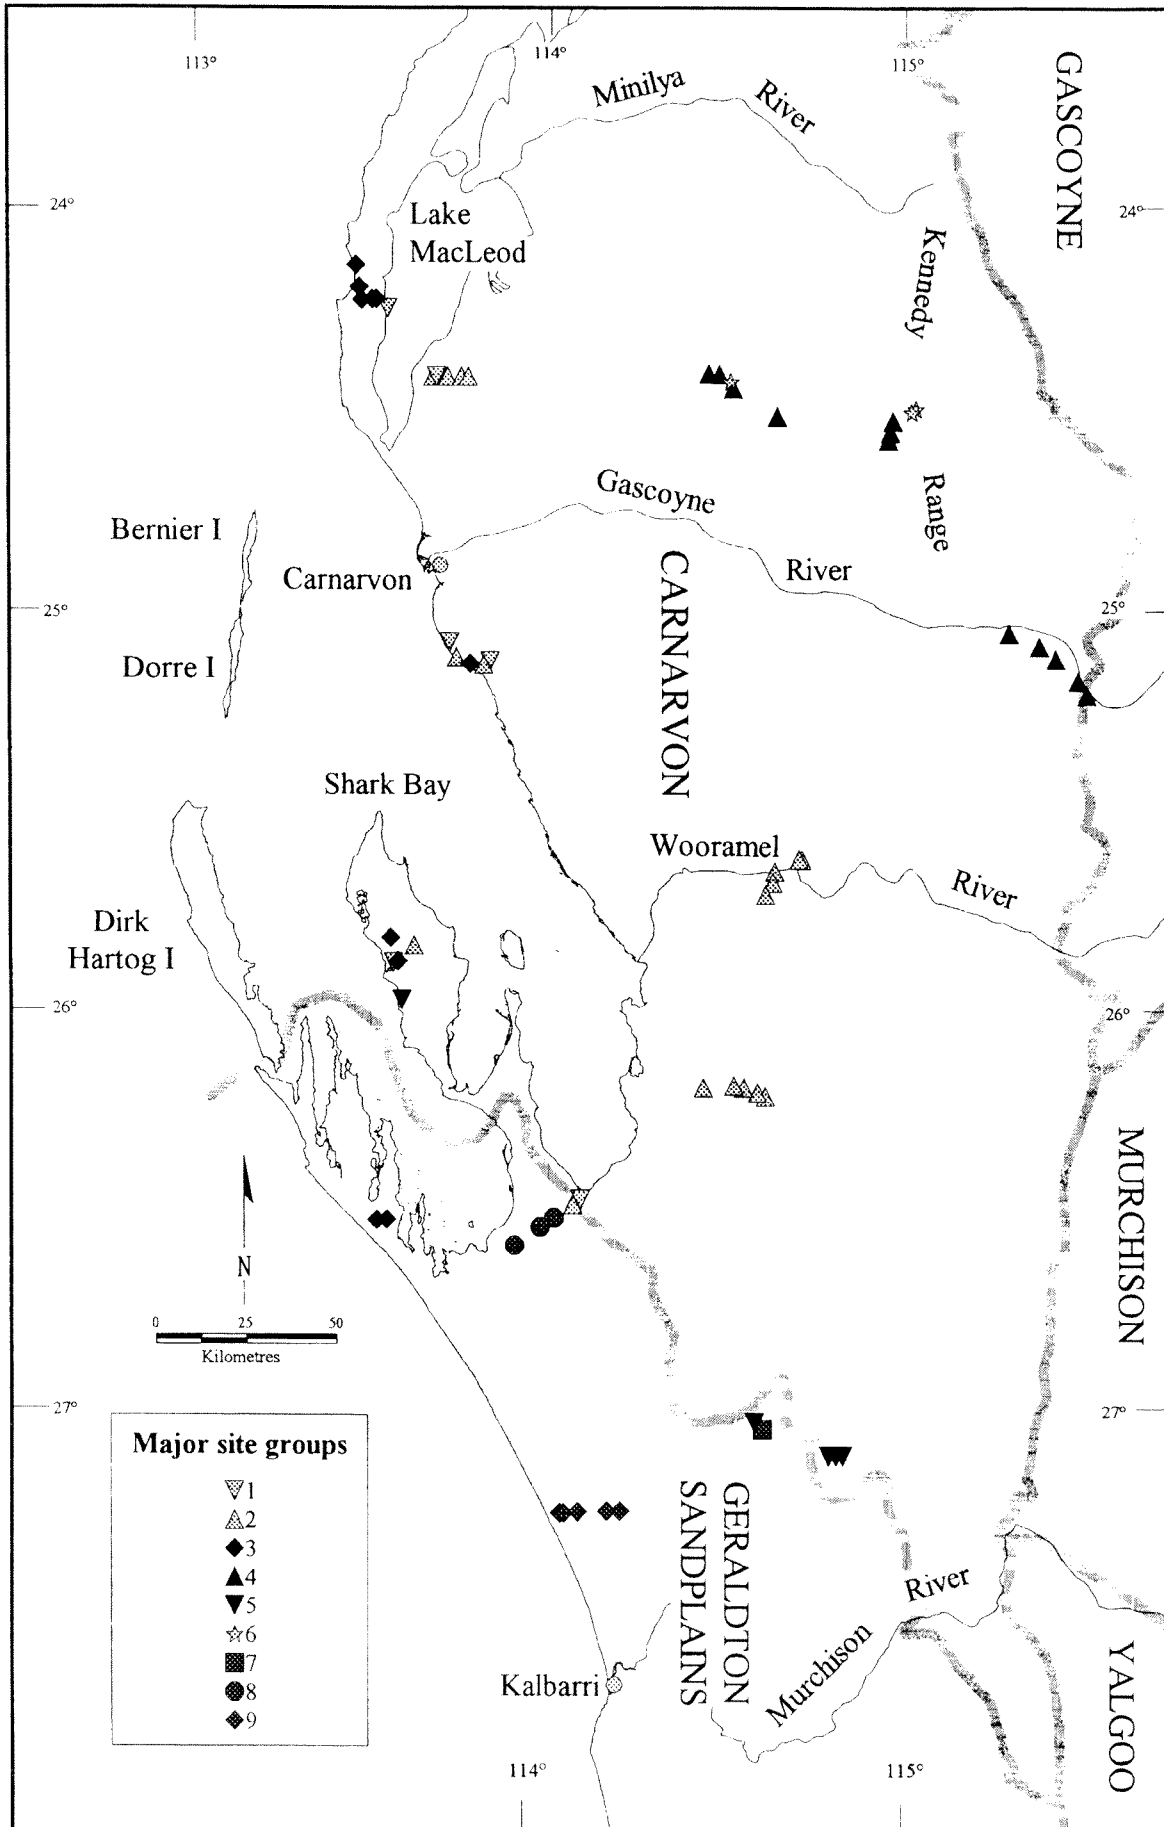 113°
114°
115°
GASCOYNE
Minilya
River
24°
24°
Lake
MacLeod
Kennedy
Range
Gascoyne
River
Bernier I
Carnarvon
CARNARVON
25°
25°
Dorre I
Shark Bay
Wooramel
River
Dirk
Hartog I
26°
26°
MURCHISON
N
0 25 50
Kilometres
27°
27°
Major site groups
1
2
3
4
5
6
7
8
9
GERALDTON
SANDPLAINS
River
Murchison
Kalbarri
YALGOO
114°
115°